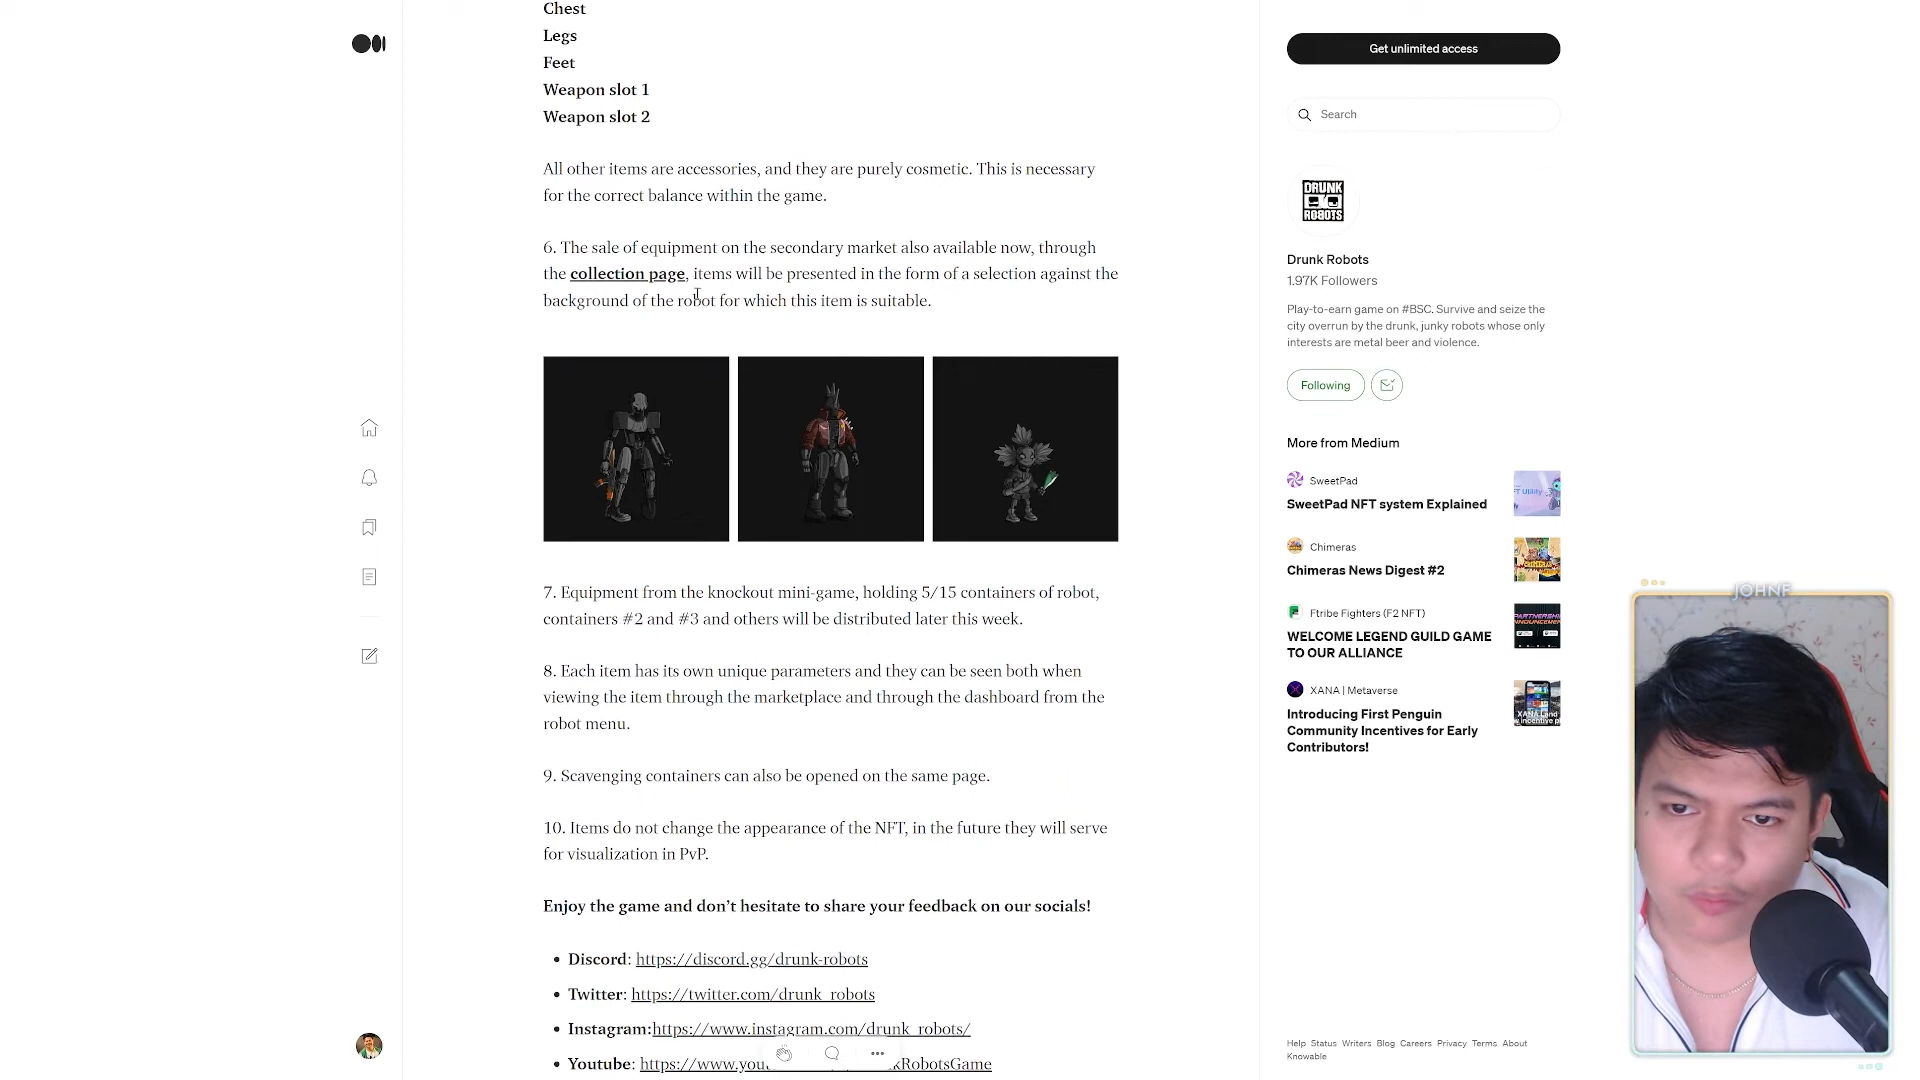 Chest
Legs
Feet
Weapon slot 1
Weapon slot 2
All other items are accessories, and they are purely cosmetic. This is necessary
for the correct balance within the game.
6. The sale of equipment on the secondary market also available now, through
the collection page, items will be presented in the form of a selection against the
background of the robot for which this item is suitable.
7. Equipment from the knockout mini-game, holding 5/15 containers of robot,
containers #2 and #3 and others will be distributed later this week.
8. Each item has its own unique parameters and they can be seen both when
viewing the item through the marketplace and through the dashboard from the
robot menu.
9. Scavenging containers can also be opened on the same page.
10. Items do not change the appearance of the NFT, in the future they will serve
for visualization in PvP.
Enjoy the game and don’t hesitate to share your feedback on our socials!
Discord: https://discord.gg/drunk-robots
Twitter: https://twitter.com/drunk_robots
Instagram:https://www.instagram.com/drunk_robots/
Youtube: https://www.you kRobotsGame
Get unlimited access
Search
DRUNK
ROBOTS
Drunk Robots
1.97K Followers
Play-to-earn game on #BSC. Survive and seize the
city overrun by the drunk, junky robots whose only
interests are metal beer and violence.
Following
More from Medium
SweetPad
SweetPad NFT system Explained
Chimeras
Chimeras News Digest #2
Ftribe Fighters (F2 NFT)
WELCOME LEGEND GUILD GAME
TO OUR ALLIANCE
XANA | Metaverse
Introducing First Penguin
Community Incentives for Early
Contributors!
JOHNF
Help Status Writers Blog Careers Privacy Terms About
Knowable